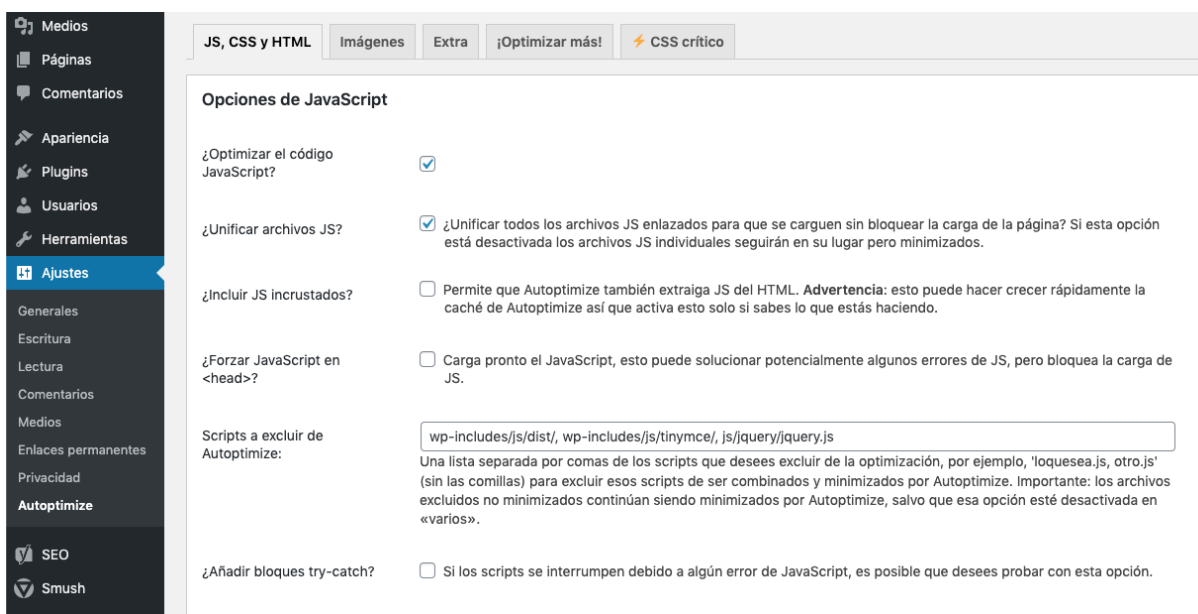 Medios
Páginas
Comentarios
Apariencia
Plugins
Usuarios
Herramientas
Ajustes
Generales
Escritura
Lectura
Comentarios
Medios
Enlaces permanentes
Privacidad
Autoptimize
SEO
Smush
JS, CSS y HTML
Imágenes
Extra
¡Optimizar más!
⚡ CSS crítico
Opciones de JavaScript
¿Optimizar el código
JavaScript?
¿Unificar archivos JS?
¿Unificar todos los archivos JS enlazados para que se carguen sin bloquear la carga de la página? Si esta opción
está desactivada los archivos JS individuales seguirán en su lugar pero minimizados.
¿Incluir JS incrustados?
Permite que Autoptimize también extraiga JS del HTML. Advertencia: esto puede hacer crecer rápidamente la
caché de Autoptimize así que activa esto solo si sabes lo que estás haciendo.
¿Forzar JavaScript en
<head>?
Carga pronto el JavaScript, esto puede solucionar potencialmente algunos errores de JS, pero bloquea la carga de
JS.
Scripts a excluir de
Autoptimize:
wp-includes/js/dist/, wp-includes/js/tinymce/, js/jquery/jquery.js
Una lista separada por comas de los scripts que desees excluir de la optimización, por ejemplo, 'loquesea.js, otro.js'
(sin las comillas) para excluir esos scripts de ser combinados y minimizados por Autoptimize. Importante: los archivos
excluidos no minimizados continúan siendo minimizados por Autoptimize, salvo que esa opción esté desactivada en
«varios».
¿Añadir bloques try-catch?
Si los scripts se interrumpen debido a algún error de JavaScript, es posible que desees probar con esta opción.